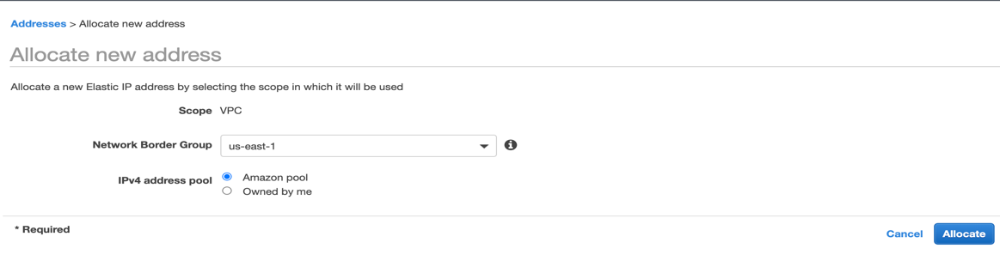 Addresses > Allocate new address
Allocate new address
Allocate a new Elastic IP address by selecting the scope in which it will be used
Scope VPC
Network Border Group us-east-1
IPv4 address pool Amazon pool
Owned by me
* Required
Cancel Allocate